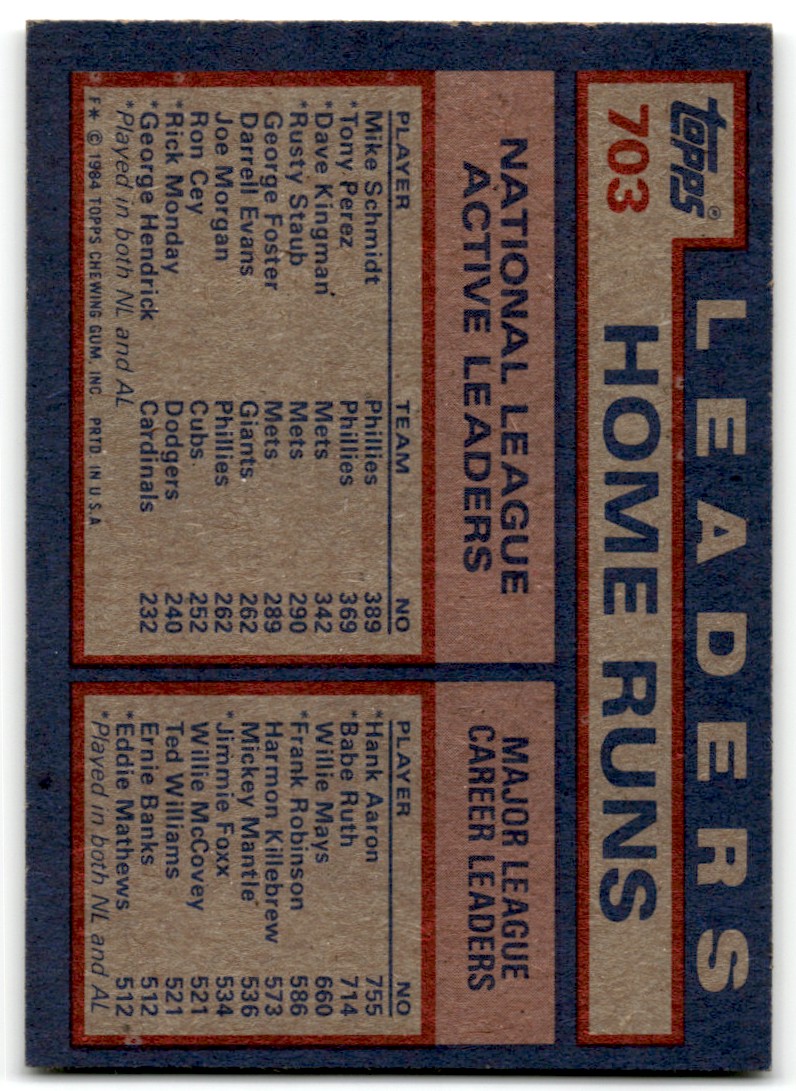 TOPPS®
703
LEADERS
HOME RUNS
NATIONAL LEAGUE
ACTIVE LEADERS
PLAYER TEAM NO
Mike Schmidt Phillies 389
*Tony Perez Phillies 369
*Dave Kingman Mets 342
*Rusty Staub Mets 290
George Foster Mets 289
Darrell Evans Giants 262
Joe Morgan Phillies 262
Ron Cey Cubs 252
*Rick Monday Dodgers 240
*George Hendrick Cardinals 232
*Played in both NL and AL
F* © 1984 TOPPS CHEWING GUM, INC PRTD IN U.S.A
MAJOR LEAGUE
CAREER LEADERS
PLAYER NO
*Hank Aaron 755
*Babe Ruth 714
Willie Mays 660
*Frank Robinson 586
Harmon Killebrew 573
Mickey Mantle 536
*Jimmie Foxx 534
Willie McCovey 521
Ted Williams 521
Ernie Banks 512
*Eddie Mathews 512
*Played in both NL and AL